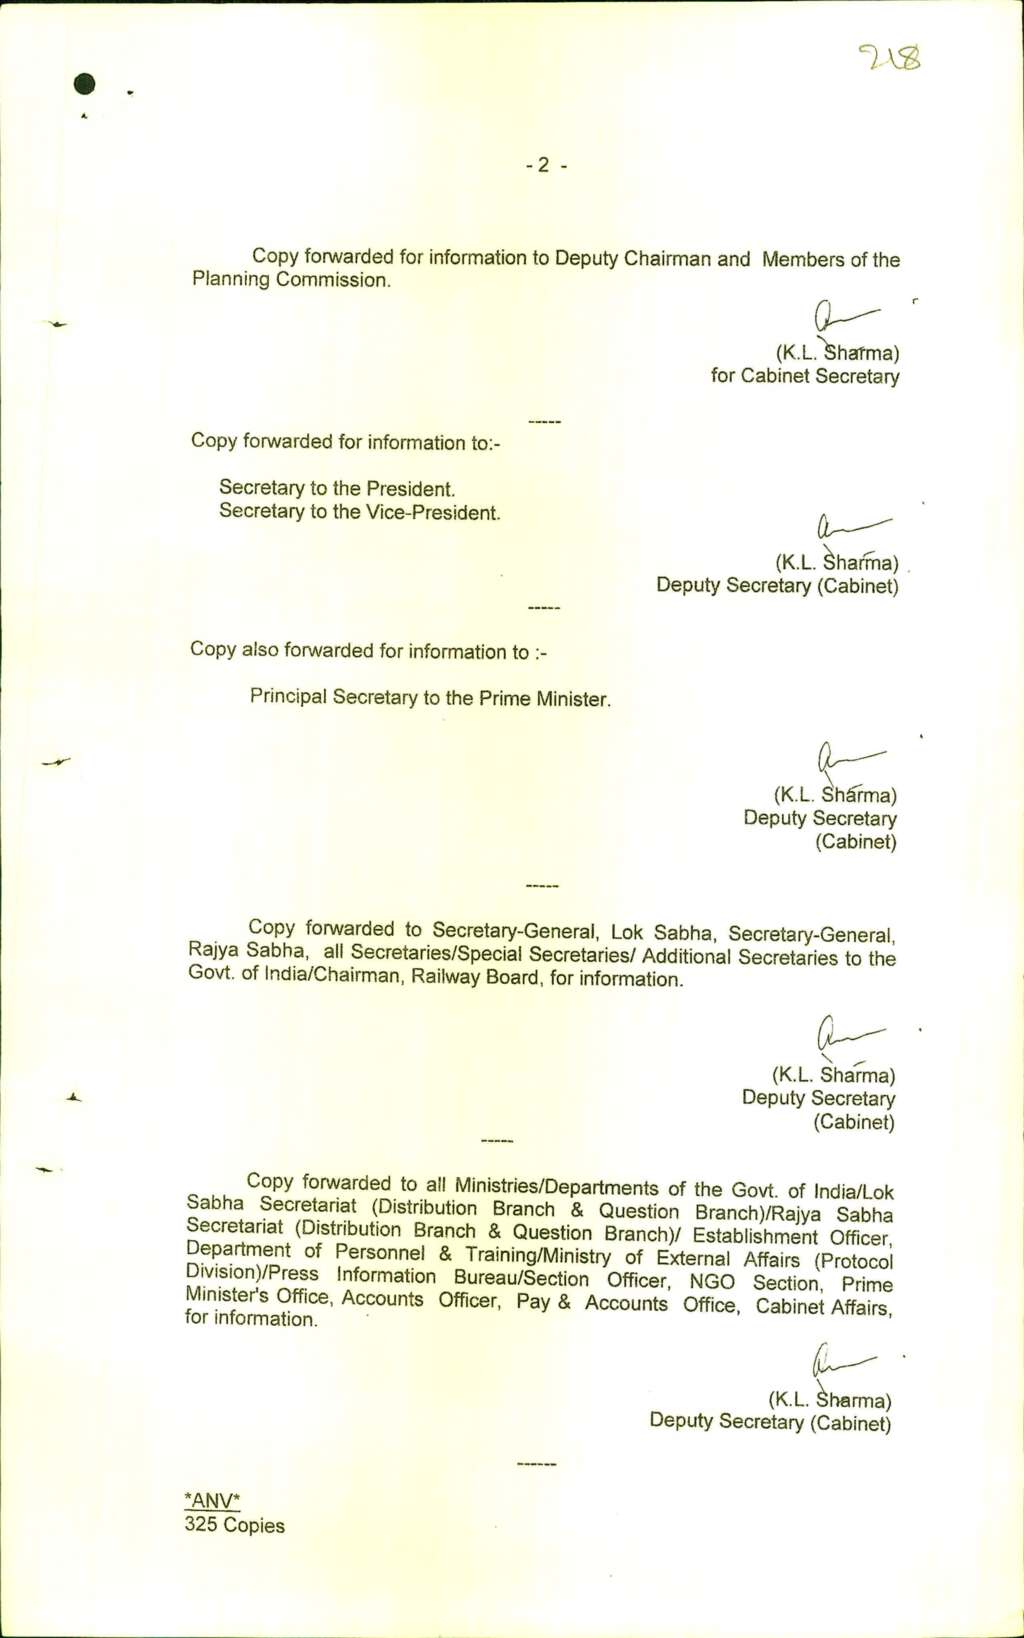 218
- 2 -
Copy forwarded for information to Deputy Chairman and Members of the
Planning Commission.
(K.L. Sharma)
for Cabinet Secretary
-----
Copy forwarded for information to:-
Secretary to the President.
Secretary to the Vice-President.
(K.L. Sharma)
Deputy Secretary (Cabinet)
-----
Copy also forwarded for information to :-
Principal Secretary to the Prime Minister.
(K.L. Sharma)
Deputy Secretary
(Cabinet)
-----
Copy forwarded to Secretary-General, Lok Sabha, Secretary-General,
Rajya Sabha, all Secretaries/Special Secretaries/ Additional Secretaries to the
Govt. of India/Chairman, Railway Board, for information.
(K.L. Sharma)
Deputy Secretary
(Cabinet)
-----
Copy forwarded to all Ministries/Departments of the Govt. of India/Lok
Sabha Secretariat (Distribution Branch & Question Branch)/Rajya Sabha
Secretariat (Distribution Branch & Question Branch)/ Establishment Officer,
Department of Personnel & Training/Ministry of External Affairs (Protocol
Division)/Press Information Bureau/Section Officer, NGO Section, Prime
Minister's Office, Accounts Officer, Pay & Accounts Office, Cabinet Affairs,
for information.
(K.L. Sharma)
Deputy Secretary (Cabinet)
------
*ANV*
325 Copies